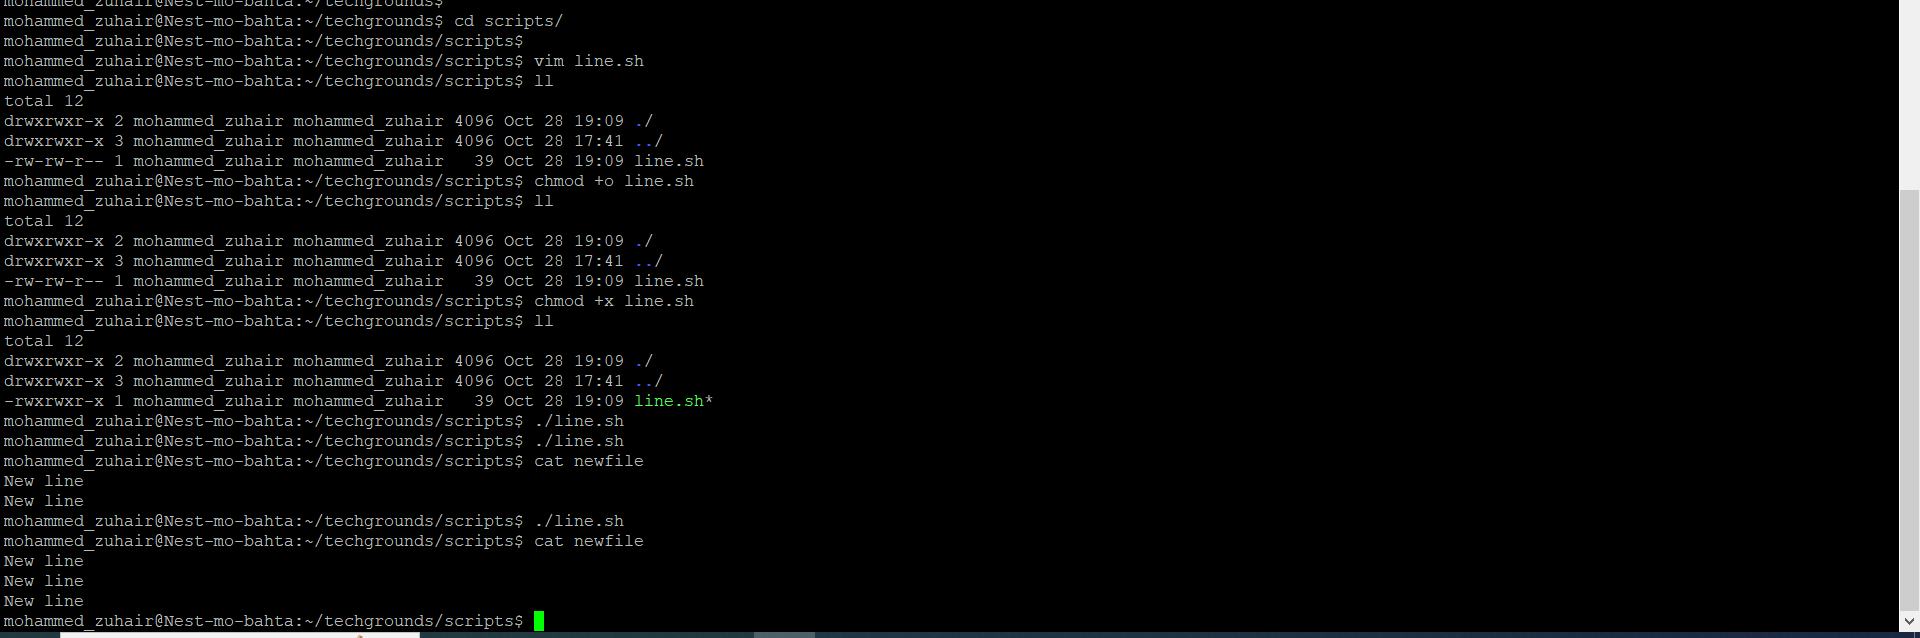 mohammed_zuhair@Nest-mo-bahta:~/techgrounds$
mohammed_zuhair@Nest-mo-bahta:~/techgrounds$ cd scripts/
mohammed_zuhair@Nest-mo-bahta:~/techgrounds/scripts$
mohammed_zuhair@Nest-mo-bahta:~/techgrounds/scripts$ vim line.sh
mohammed_zuhair@Nest-mo-bahta:~/techgrounds/scripts$ ll
total 12
drwxrwxr-x 2 mohammed_zuhair mohammed_zuhair 4096 Oct 28 19:09 ./
drwxrwxr-x 3 mohammed_zuhair mohammed_zuhair 4096 Oct 28 17:41 ../
-rw-rw-r-- 1 mohammed_zuhair mohammed_zuhair   39 Oct 28 19:09 line.sh
mohammed_zuhair@Nest-mo-bahta:~/techgrounds/scripts$ chmod +o line.sh
mohammed_zuhair@Nest-mo-bahta:~/techgrounds/scripts$ ll
total 12
drwxrwxr-x 2 mohammed_zuhair mohammed_zuhair 4096 Oct 28 19:09 ./
drwxrwxr-x 3 mohammed_zuhair mohammed_zuhair 4096 Oct 28 17:41 ../
-rw-rw-r-- 1 mohammed_zuhair mohammed_zuhair   39 Oct 28 19:09 line.sh
mohammed_zuhair@Nest-mo-bahta:~/techgrounds/scripts$ chmod +x line.sh
mohammed_zuhair@Nest-mo-bahta:~/techgrounds/scripts$ ll
total 12
drwxrwxr-x 2 mohammed_zuhair mohammed_zuhair 4096 Oct 28 19:09 ./
drwxrwxr-x 3 mohammed_zuhair mohammed_zuhair 4096 Oct 28 17:41 ../
-rwxrwxr-x 1 mohammed_zuhair mohammed_zuhair   39 Oct 28 19:09 line.sh*
mohammed_zuhair@Nest-mo-bahta:~/techgrounds/scripts$ ./line.sh
mohammed_zuhair@Nest-mo-bahta:~/techgrounds/scripts$ ./line.sh
mohammed_zuhair@Nest-mo-bahta:~/techgrounds/scripts$ cat newfile
New line
New line
mohammed_zuhair@Nest-mo-bahta:~/techgrounds/scripts$ ./line.sh
mohammed_zuhair@Nest-mo-bahta:~/techgrounds/scripts$ cat newfile
New line
New line
New line
mohammed_zuhair@Nest-mo-bahta:~/techgrounds/scripts$